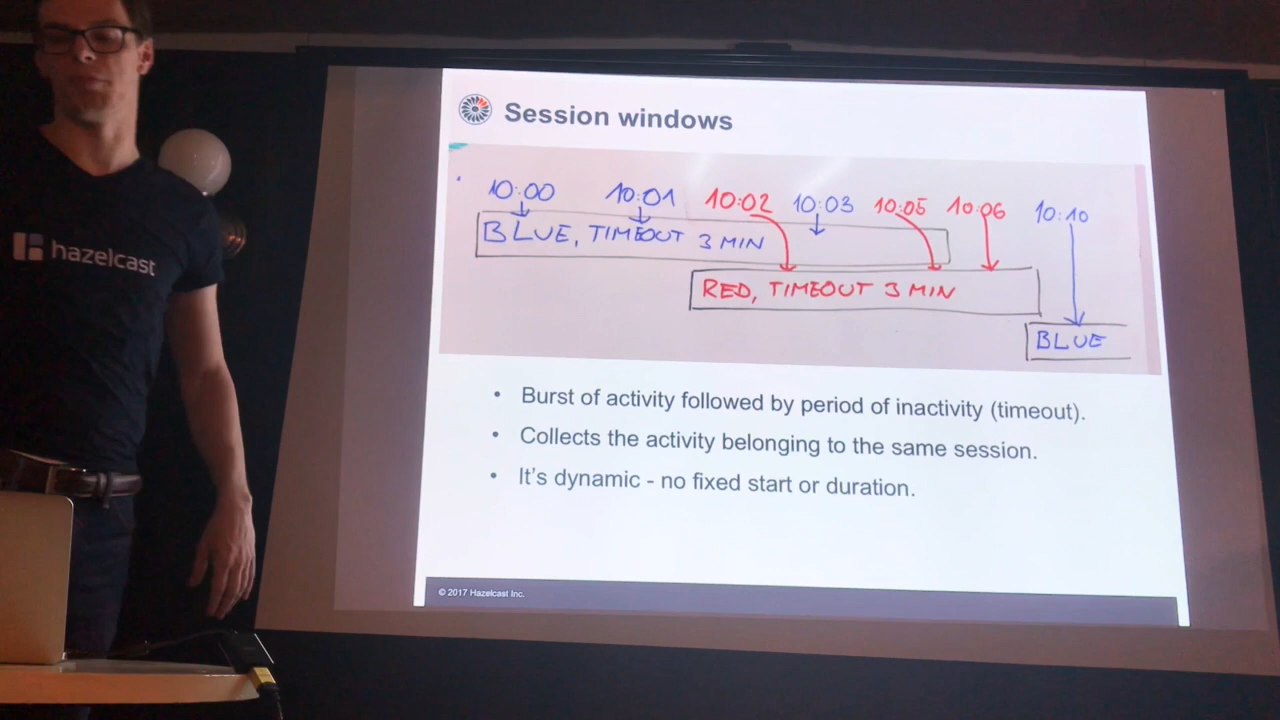 hazelcast
Session windows
10:00 10:01 10:02 10:03 10:05 10:06 10:10
BLUE, TIMEOUT 3 MIN
RED, TIMEOUT 3 MIN
BLUE
• Burst of activity followed by period of inactivity (timeout).
• Collects the activity belonging to the same session.
• It's dynamic - no fixed start or duration.
© 2017 Hazelcast Inc.